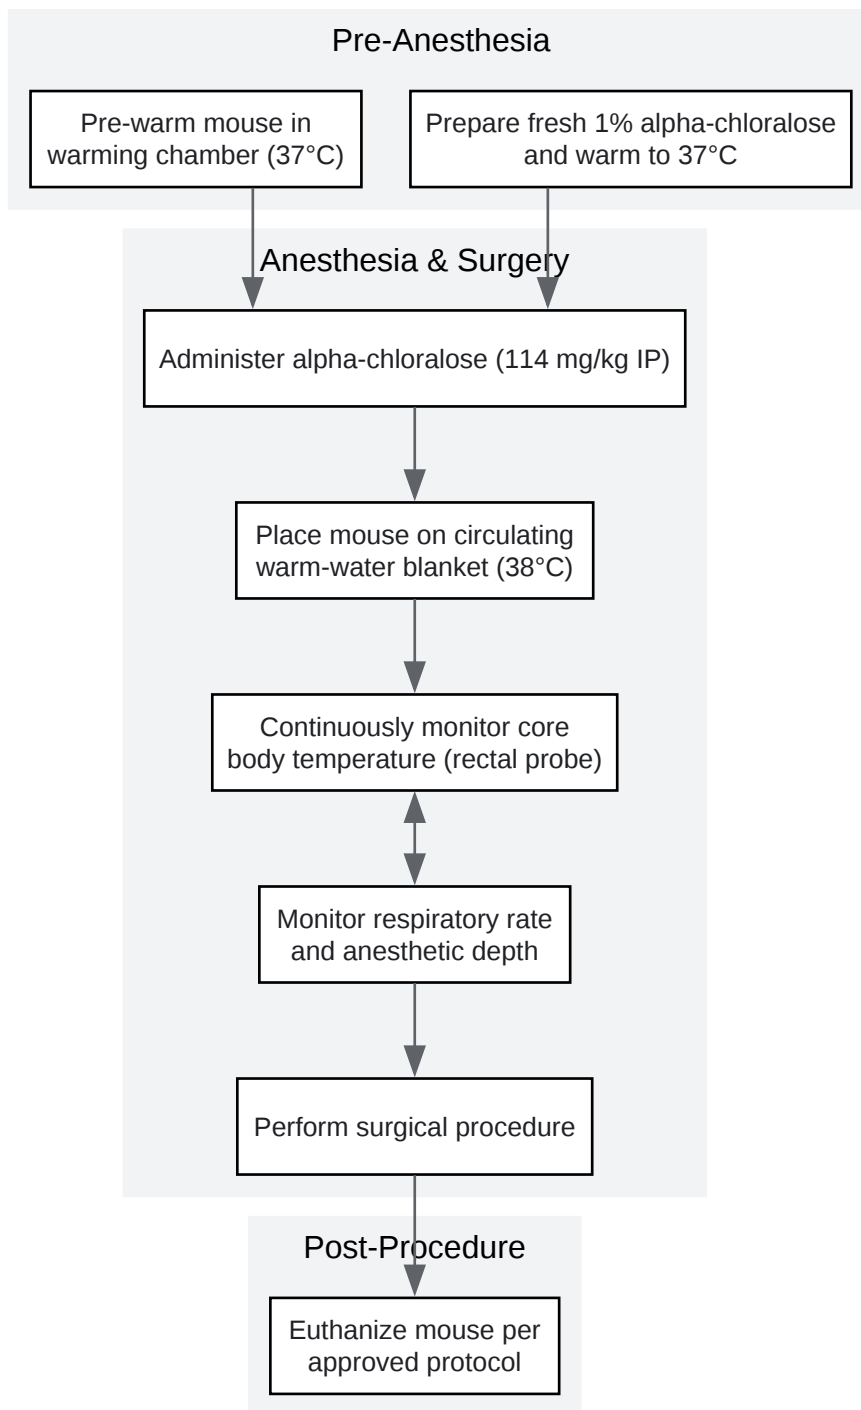 Pre-Anesthesia
Pre-warm mouse in
warming chamber (37°C)
Prepare fresh 1% alpha-chloralose
and warm to 37°C
Anesthesia & Surgery
Administer alpha-chloralose (114 mg/kg IP)
Place mouse on circulating
warm-water blanket (38°C)
Continuously monitor core
body temperature (rectal probe)
Monitor respiratory rate
and anesthetic depth
Perform surgical procedure
Post-Procedure
Euthanize mouse per
approved protocol